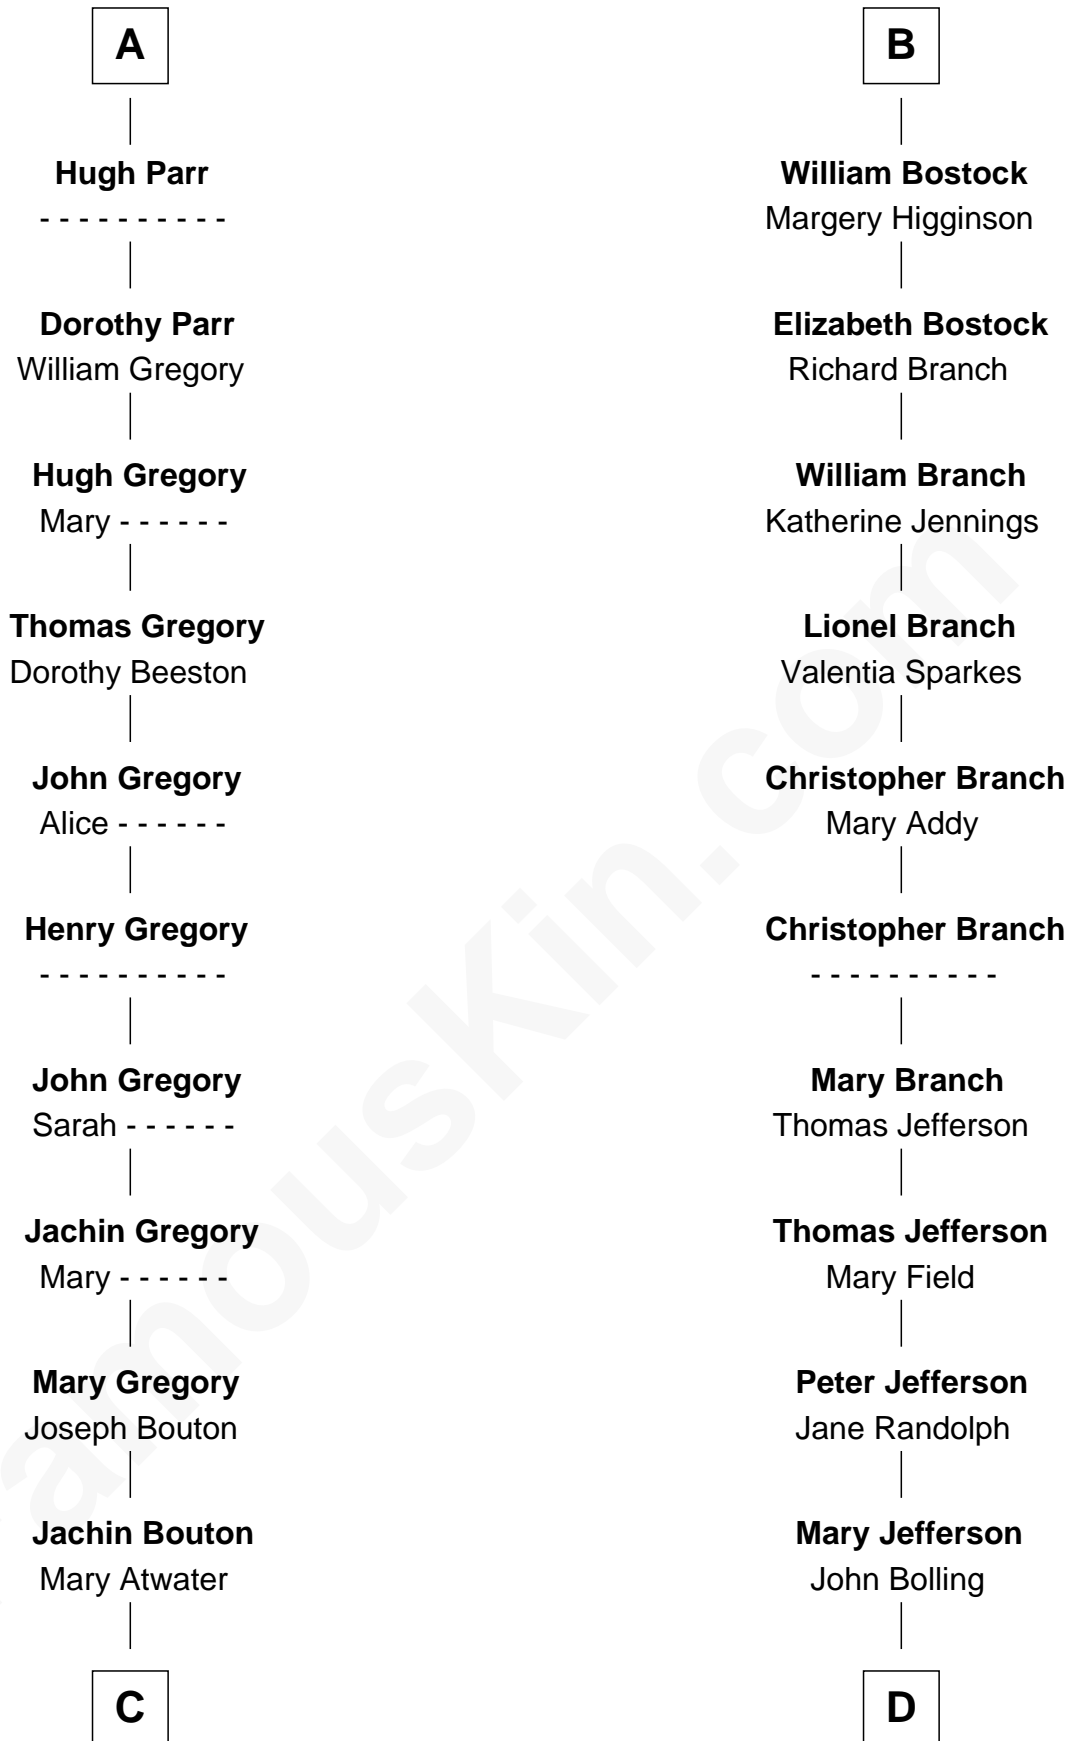 A
Hugh Parr
- - - - - - - - - -
Dorothy Parr
William Gregory
Hugh Gregory
Mary - - - - - -
Thomas Gregory
Dorothy Beeston
John Gregory
Alice - - - - - -
Henry Gregory
- - - - - - - - - -
John Gregory
Sarah - - - - - -
Jachin Gregory
Mary - - - - - -
Mary Gregory
Joseph Bouton
Jachin Bouton
Mary Atwater
C
B
William Bostock
Margery Higginson
Elizabeth Bostock
Richard Branch
William Branch
Katherine Jennings
Lionel Branch
Valentia Sparkes
Christopher Branch
Mary Addy
Christopher Branch
- - - - - - - - - -
Mary Branch
Thomas Jefferson
Thomas Jefferson
Mary Field
Peter Jefferson
Jane Randolph
Mary Jefferson
John Bolling
D
amousKin.com